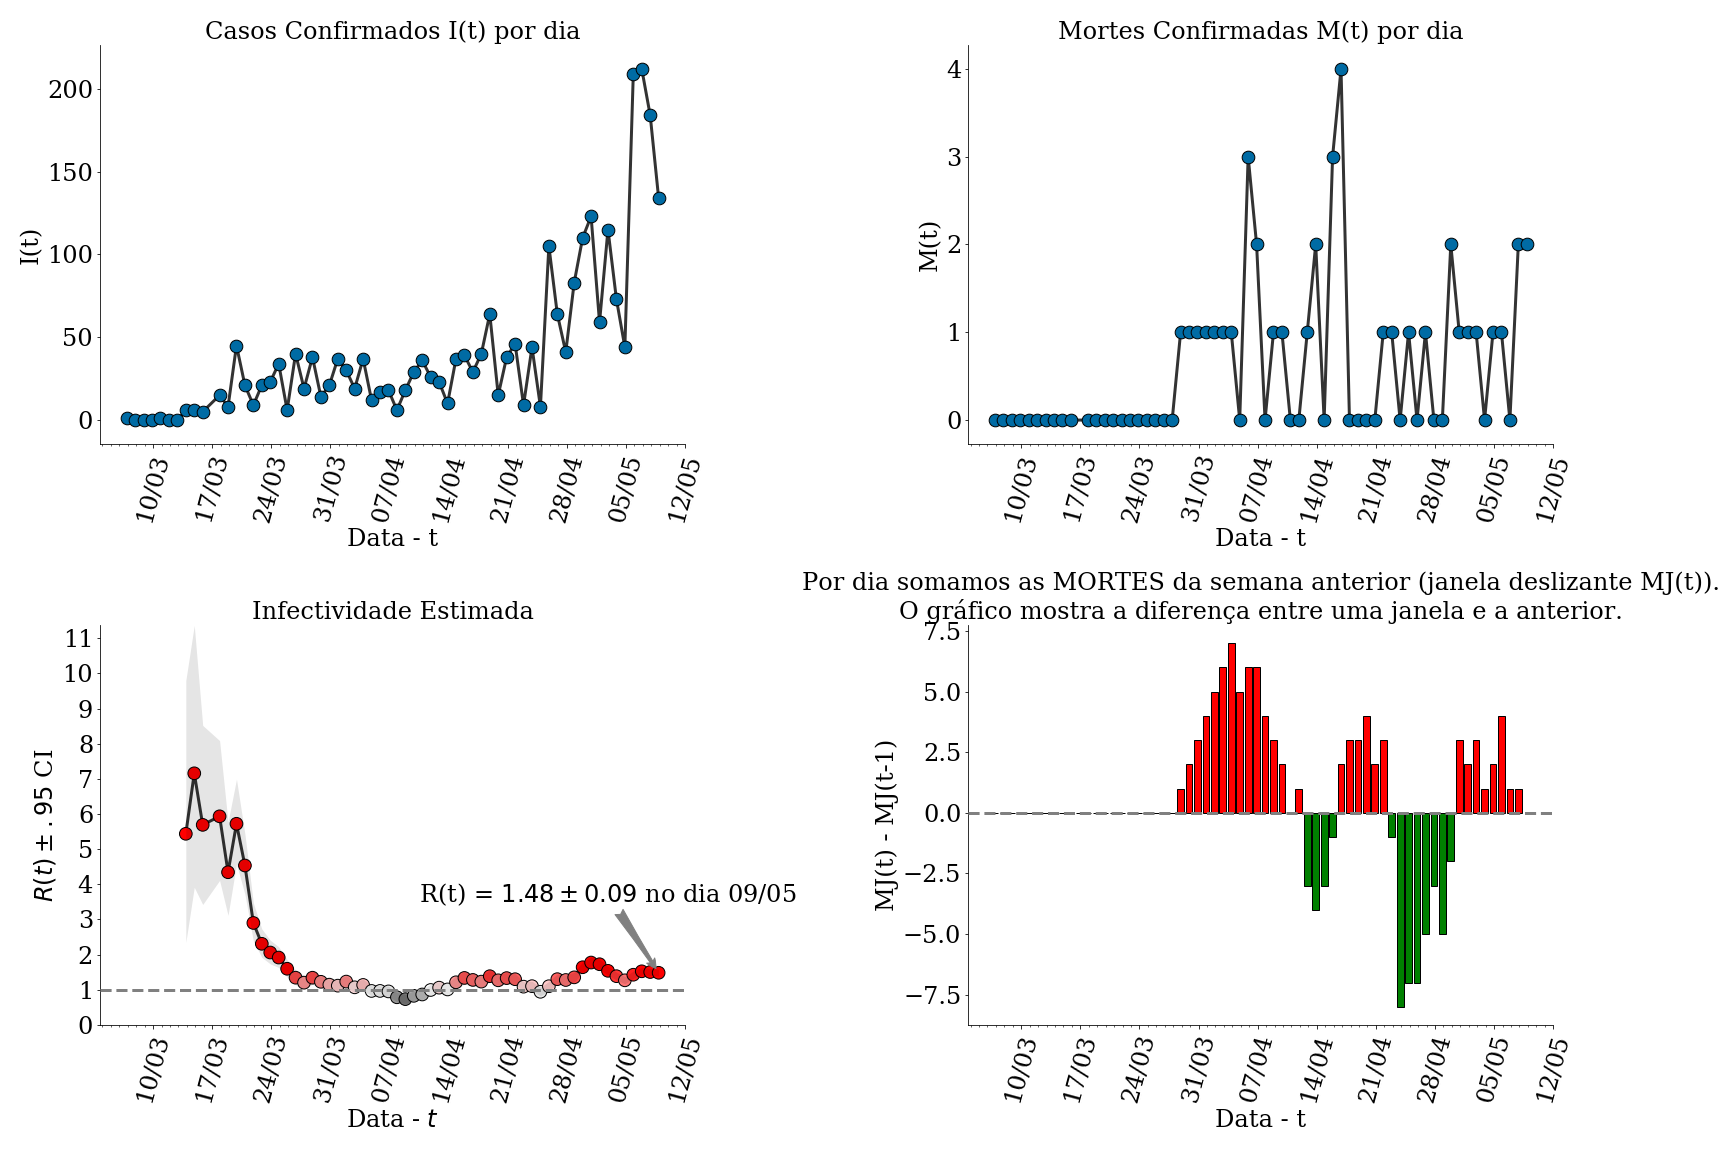 Casos Confirmados I(t) por dia
I(t)
200
150
100
50
0
10/03 17/03 24/03 31/03 07/04 14/04 21/04 28/04 05/05 12/05
Data - t
Mortes Confirmadas M(t) por dia
M(t)
4
3
2
1
0
10/03 17/03 24/03 31/03 07/04 14/04 21/04 28/04 05/05 12/05
Data - t
Infectividade Estimada
R(t) ± .95 CI
11
10
9
8
7
6
5
4
3
2
1
0
R(t) = 1.48 ± 0.09 no dia 09/05
10/03 17/03 24/03 31/03 07/04 14/04 21/04 28/04 05/05 12/05
Data - t
Por dia somamos as MORTES da semana anterior (janela deslizante MJ(t)).
O gráfico mostra a diferença entre uma janela e a anterior.
MJ(t) - MJ(t-1)
7.5
5.0
2.5
0.0
−2.5
−5.0
−7.5
10/03 17/03 24/03 31/03 07/04 14/04 21/04 28/04 05/05 12/05
Data - t